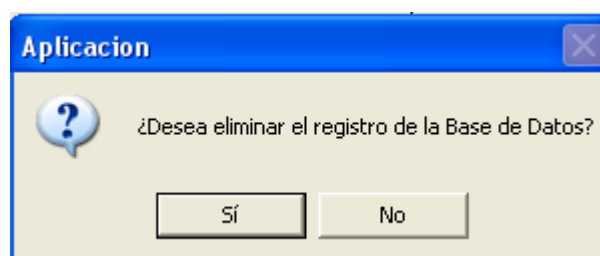 Aplicacion
¿Desea eliminar el registro de la Base de Datos?
Sí
No